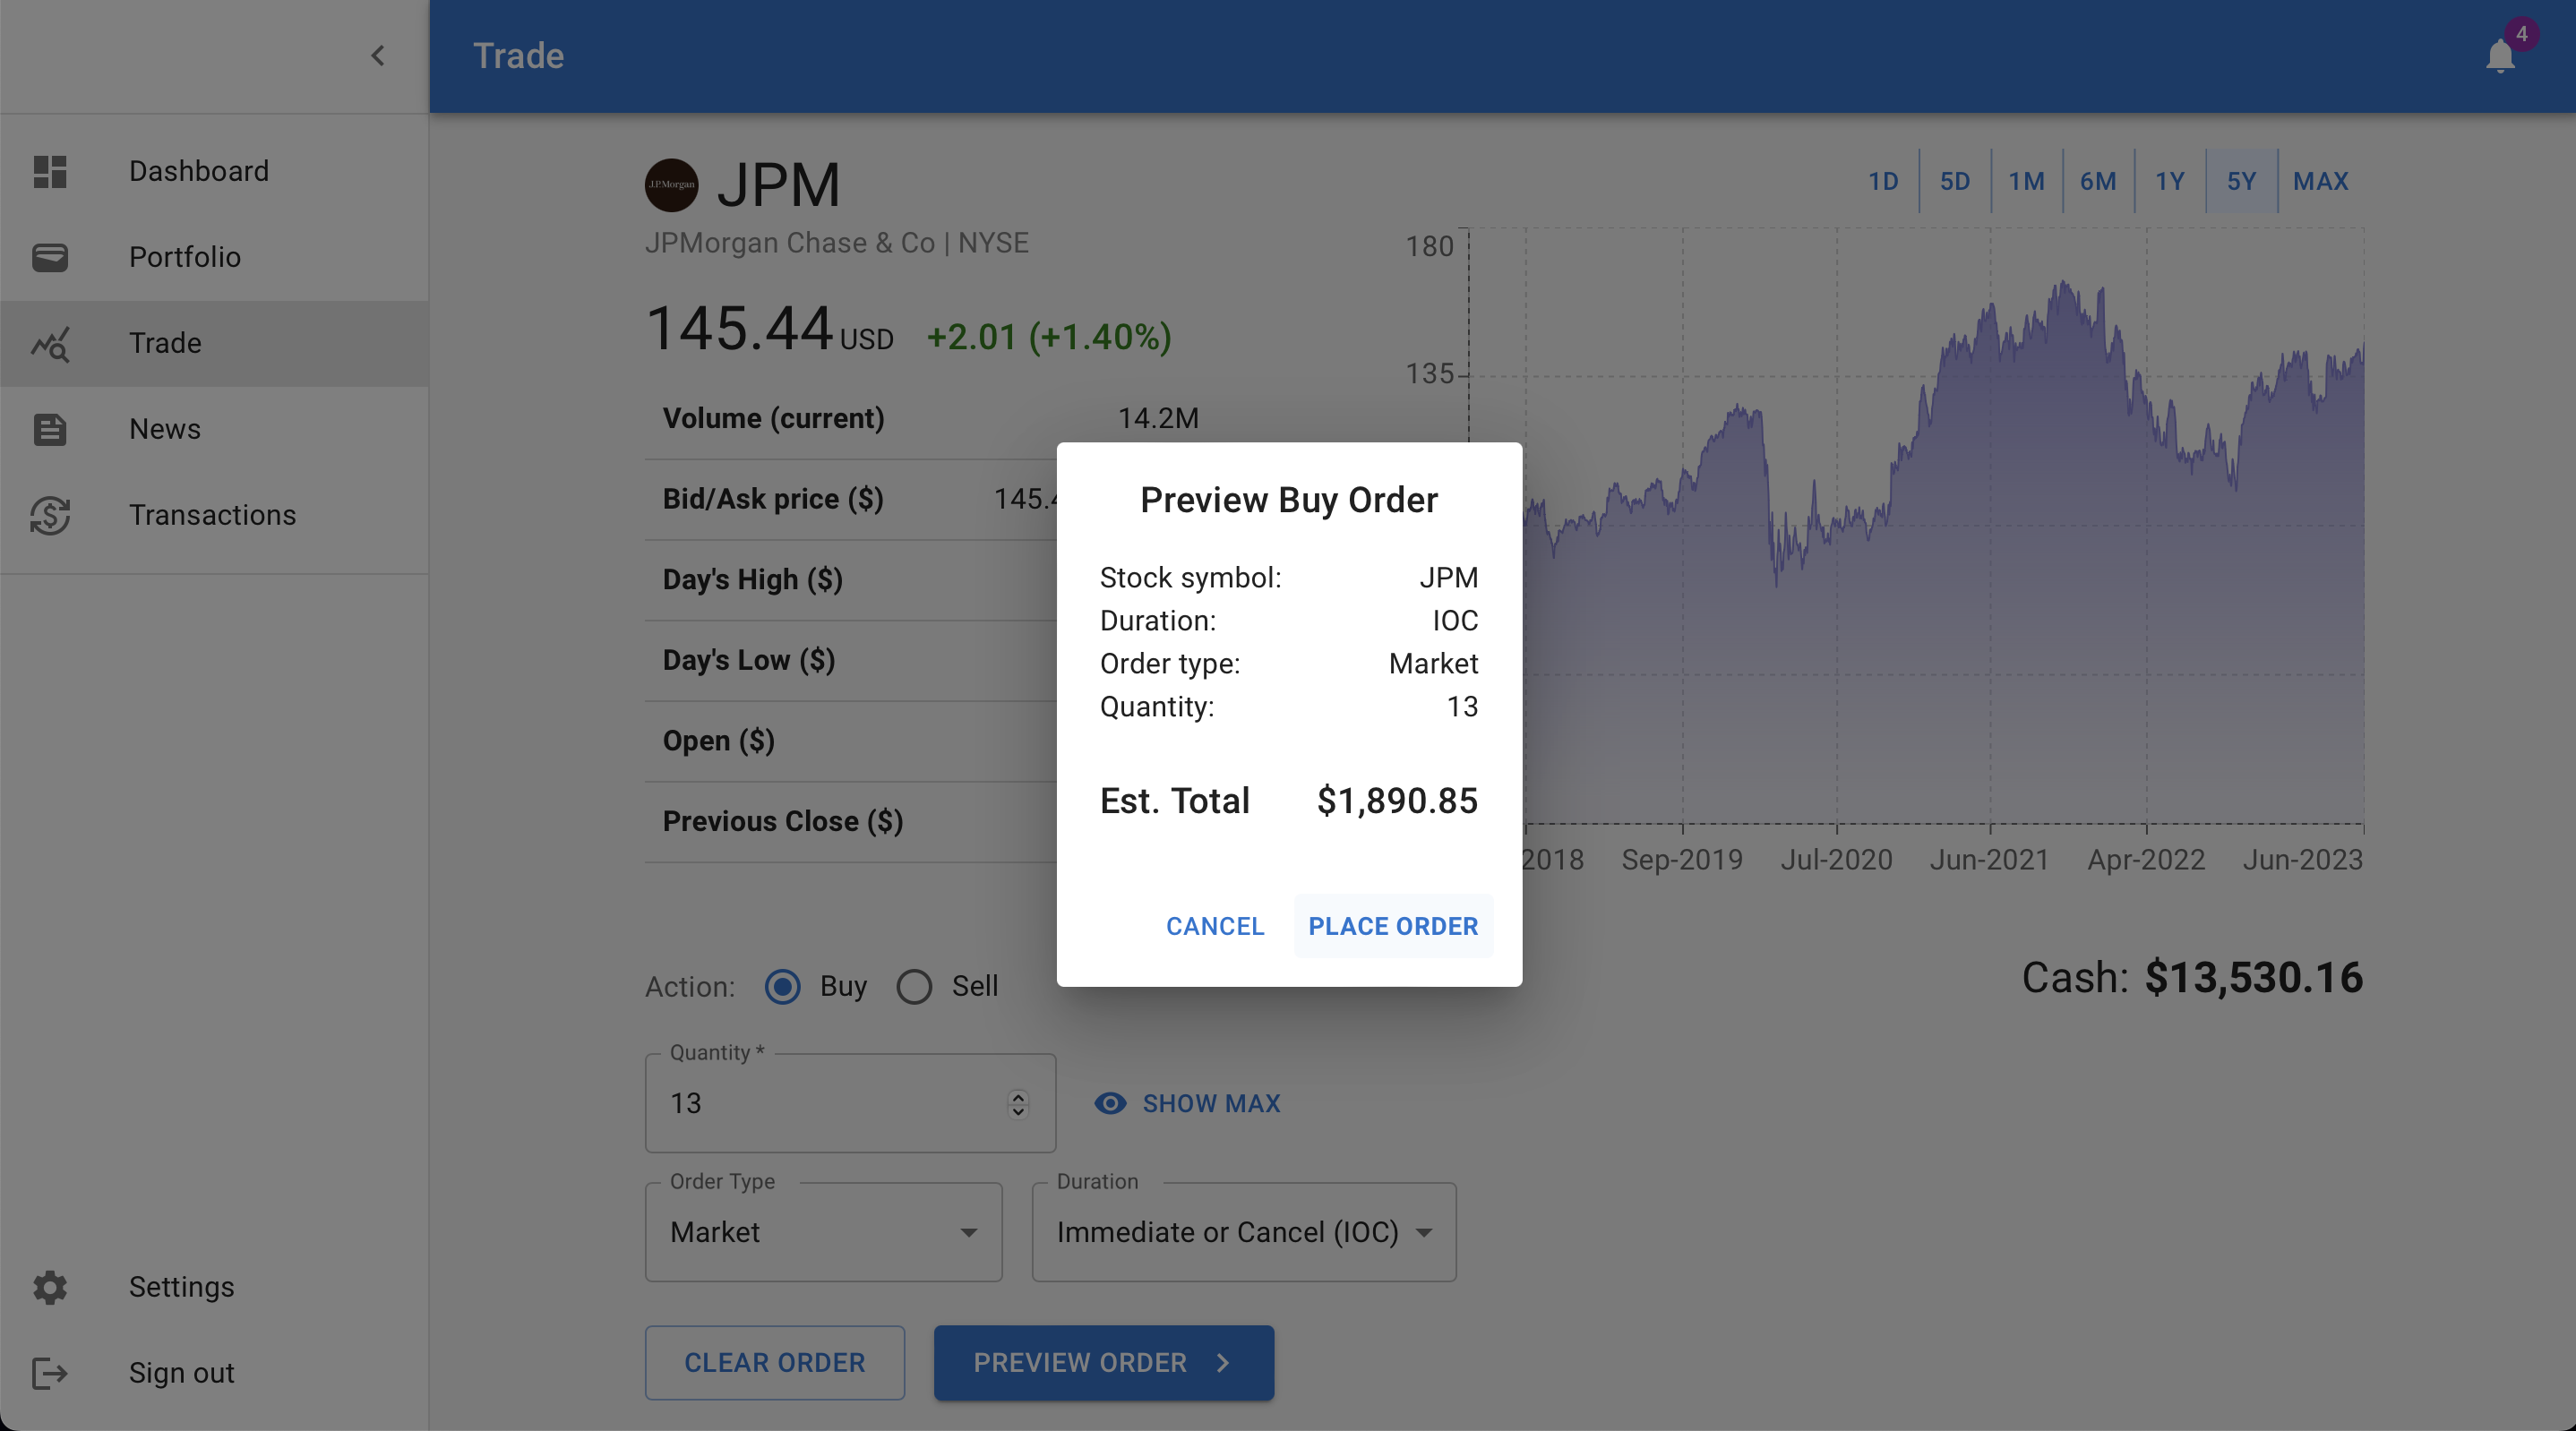 Trade
4
Dashboard
Portfolio
Trade
News
Transactions
Settings
Sign out
J.P.Morgan
JPM
JPMorgan Chase & Co | NYSE
145.44 USD +2.01 (+1.40%)
Volume (current) 14.2M
Bid/Ask price ($) 145.4
Day's High ($)
Day's Low ($)
Open ($)
Previous Close ($)
1D 5D 1M 6M 1Y 5Y MAX
180
135
2018 Sep-2019 Jul-2020 Jun-2021 Apr-2022 Jun-2023
Preview Buy Order
Stock symbol: JPM
Duration: IOC
Order type: Market
Quantity: 13
Est. Total $1,890.85
CANCEL PLACE ORDER
Cash: $13,530.16
Action: Buy Sell
Quantity *
13
SHOW MAX
Order Type
Market
Duration
Immediate or Cancel (IOC)
CLEAR ORDER
PREVIEW ORDER